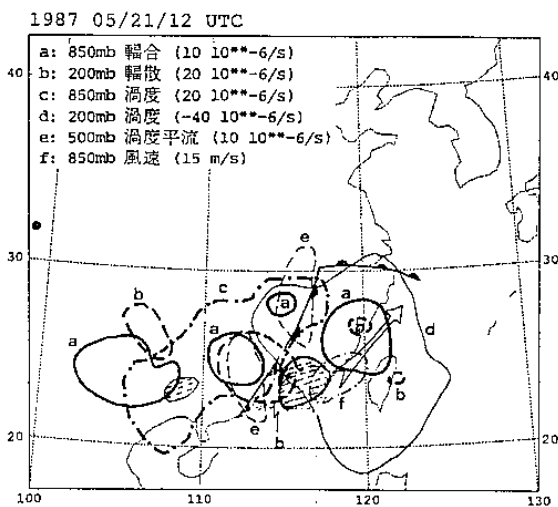 1987 05/21/12 UTC
a: 850mb 輻合 (10 10**-6/s)
b: 200mb 輻散 (20 10**-6/s)
c: 850mb 渦度 (20 10**-6/s)
d: 200mb 渦度 (-40 10**-6/s)
e: 500mb 渦度平流 (10 10**-6/s)
f: 850mb 風速 (15 m/s)
40 40
e
30 30
b c a a
a a d
f b
e b
20 20
100 110 120 130